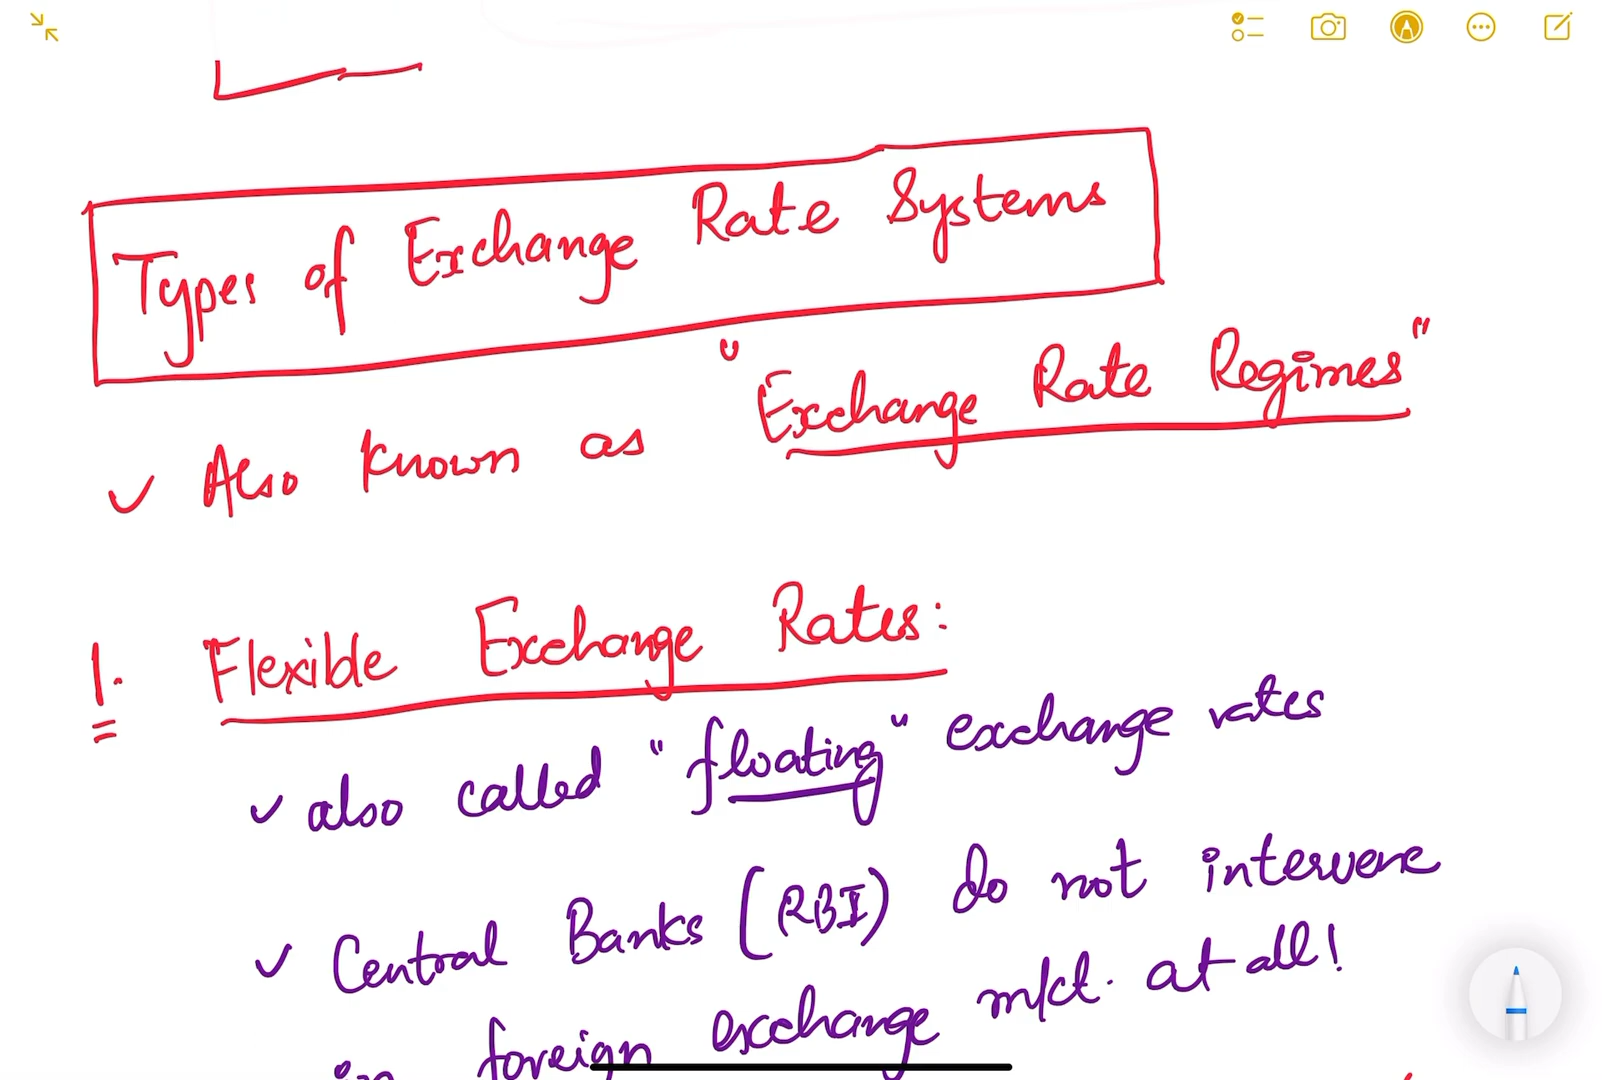 Types of Exchange Rate Systems
✓ Also known as "Exchange Rate Regimes"
1. Flexible Exchange Rates:
✓ also called "floating" exchange rates
✓ Central Banks (RBI) do not intervene
in foreign exchange mkt. at all!